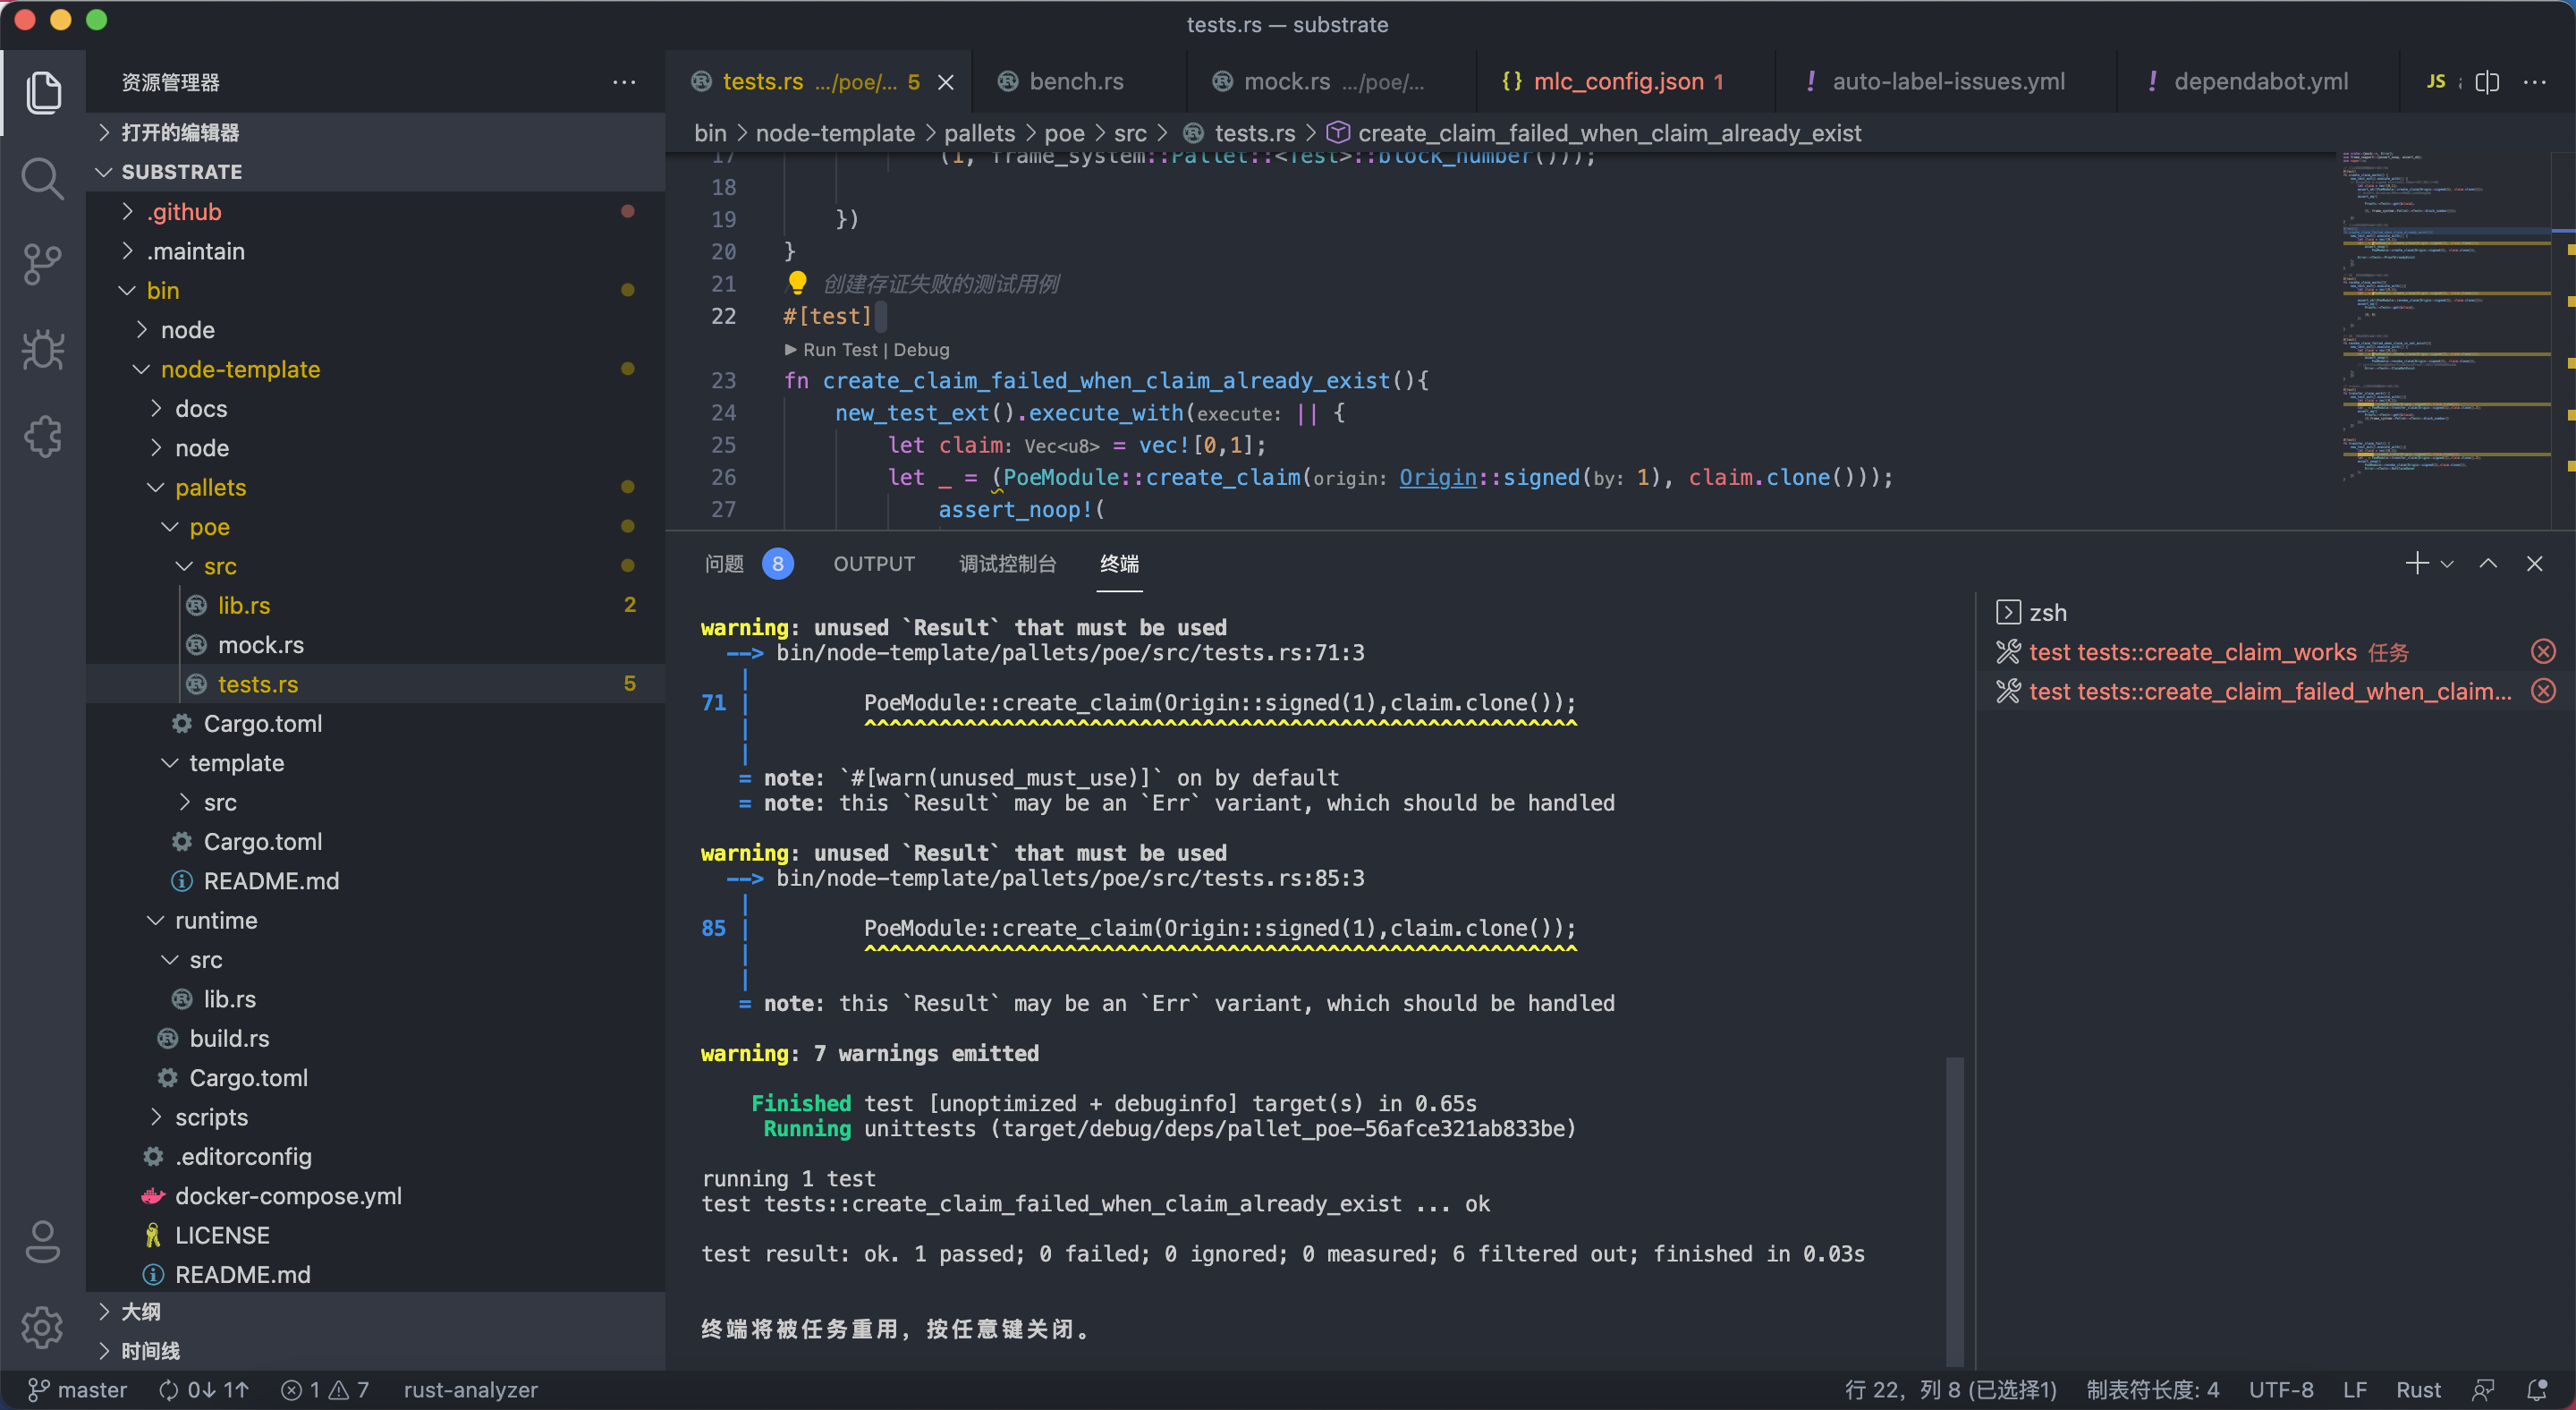 tests.rs — substrate
资源管理器
打开的编辑器
SUBSTRATE
.github
.maintain
bin
node
node-template
docs
node
pallets
poe
src
lib.rs 2
mock.rs
tests.rs 5
Cargo.toml
template
src
Cargo.toml
README.md
runtime
src
lib.rs
build.rs
Cargo.toml
scripts
.editorconfig
docker-compose.yml
LICENSE
README.md
大纲
时间线
tests.rs .../poe/... 5
bench.rs
mock.rs .../poe/...
{} mlc_config.json 1
! auto-label-issues.yml
! dependabot.yml
JS
bin > node-template > pallets > poe > src > tests.rs > create_claim_failed_when_claim_already_exist
17 (1, frame_system::Pallet::<Test>::block_number()));
18
19 })
20 }
21 创建存证失败的测试用例
22 #[test]
▶ Run Test | Debug
23 fn create_claim_failed_when_claim_already_exist(){
24 new_test_ext().execute_with(execute: || {
25 let claim: Vec<u8> = vec![0,1];
26 let _ = (PoeModule::create_claim(origin: Origin::signed(by: 1), claim.clone()));
27 assert_noop!(
问题 8 OUTPUT 调试控制台 终端
warning: unused `Result` that must be used
--> bin/node-template/pallets/poe/src/tests.rs:71:3
|
71 | PoeModule::create_claim(Origin::signed(1),claim.clone());
| ^^^^^^^^^^^^^^^^^^^^^^^^^^^^^^^^^^^^^^^^^^^^^^^^^^^^^^^^^
|
= note: `#[warn(unused_must_use)]` on by default
= note: this `Result` may be an `Err` variant, which should be handled
warning: unused `Result` that must be used
--> bin/node-template/pallets/poe/src/tests.rs:85:3
|
85 | PoeModule::create_claim(Origin::signed(1),claim.clone());
| ^^^^^^^^^^^^^^^^^^^^^^^^^^^^^^^^^^^^^^^^^^^^^^^^^^^^^^^^^
|
= note: this `Result` may be an `Err` variant, which should be handled
warning: 7 warnings emitted
Finished test [unoptimized + debuginfo] target(s) in 0.65s
Running unittests (target/debug/deps/pallet_poe-56afce321ab833be)
running 1 test
test tests::create_claim_failed_when_claim_already_exist ... ok
test result: ok. 1 passed; 0 failed; 0 ignored; 0 measured; 6 filtered out; finished in 0.03s
终端将被任务重用，按任意键关闭。
zsh
test tests::create_claim_works 任务
test tests::create_claim_failed_when_claim...
master 0↓ 1↑ 1 7 rust-analyzer
行 22，列 8 (已选择1) 制表符长度: 4 UTF-8 LF Rust